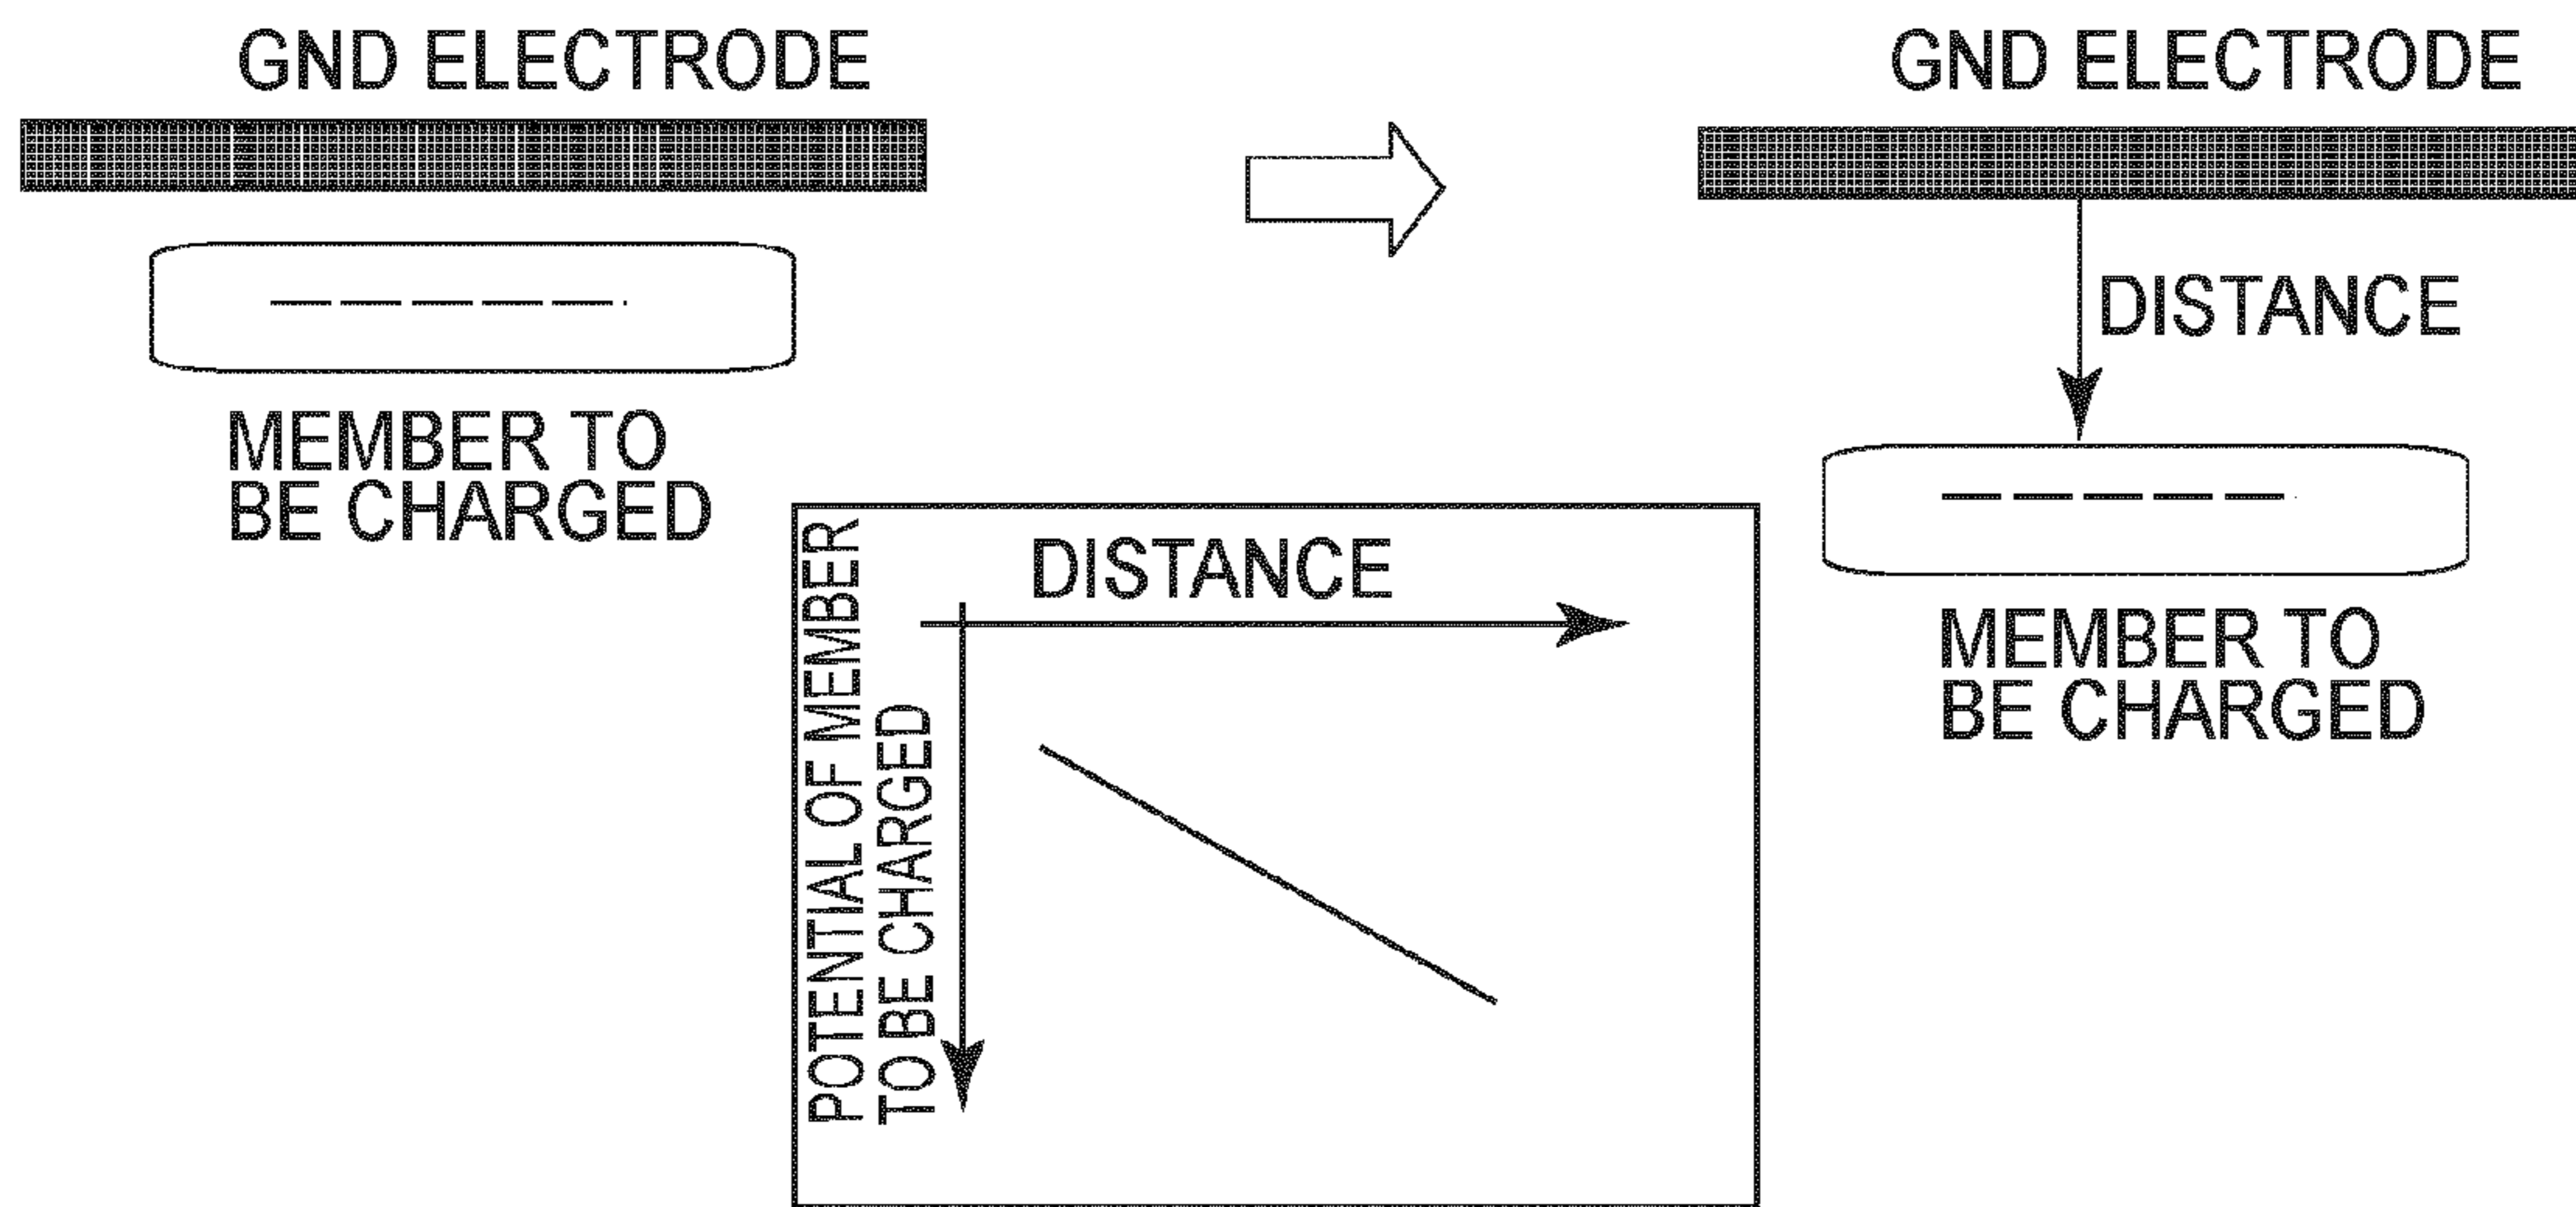 GND ELECTRODE
MEMBER TO
BE CHARGED
GND ELECTRODE
DISTANCE
MEMBER TO
BE CHARGED
DISTANCE
POTENTIAL OF MEMBER
TO BE CHARGED